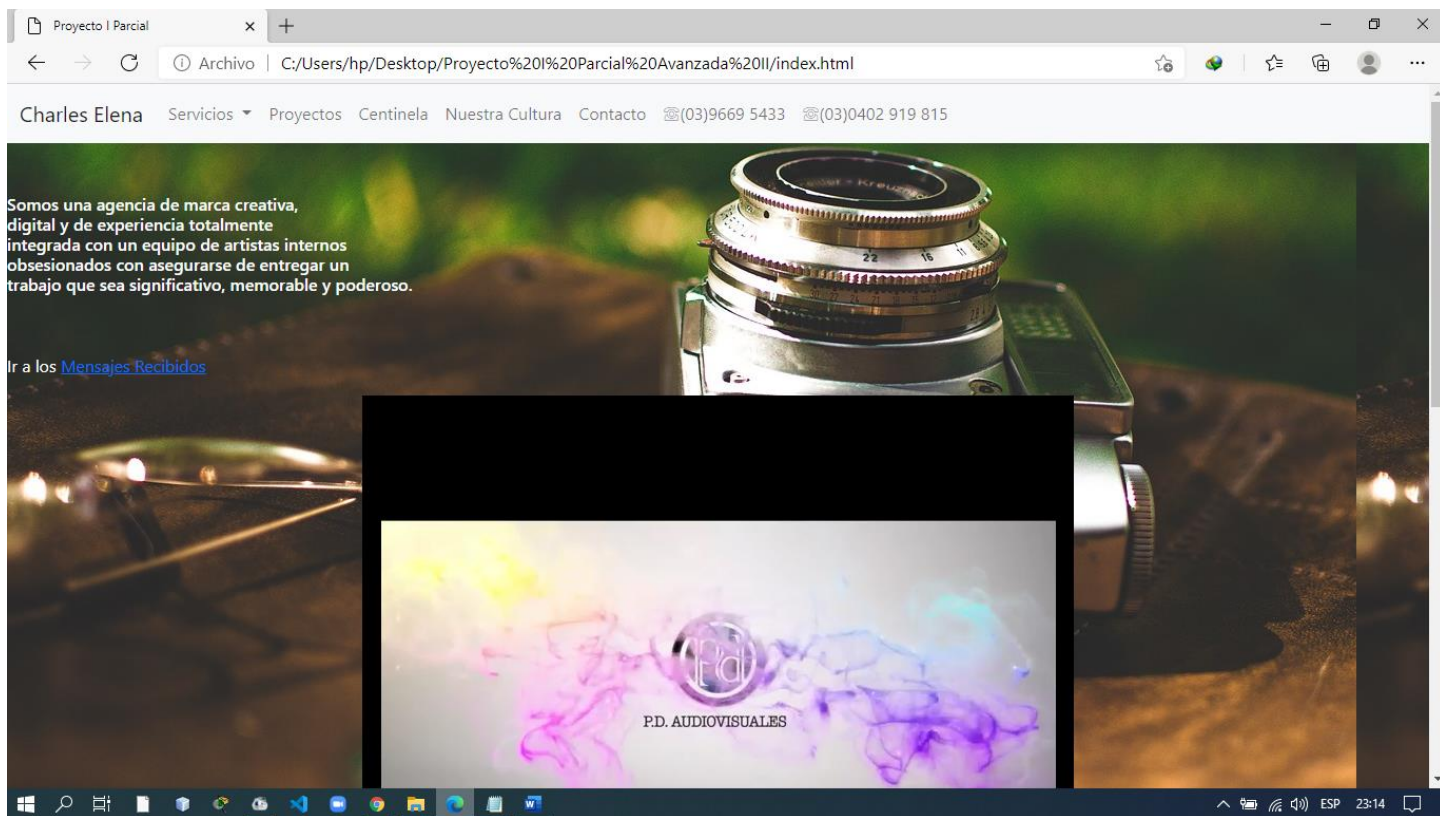 Proyecto I Parcial
Archivo C:/Users/hp/Desktop/Proyecto%20I%20Parcial%20Avanzada%20II/index.html
Charles Elena Servicios Proyectos Centinela Nuestra Cultura Contacto ☏(03)9669 5433 ☏(03)0402 919 815
Somos una agencia de marca creativa,
digital y de experiencia totalmente
integrada con un equipo de artistas internos
obsesionados con asegurarse de entregar un
trabajo que sea significativo, memorable y poderoso.
22 16 11
Ir a los Mensajes Recibidos
P.D. AUDIOVISUALES
ESP 23:14